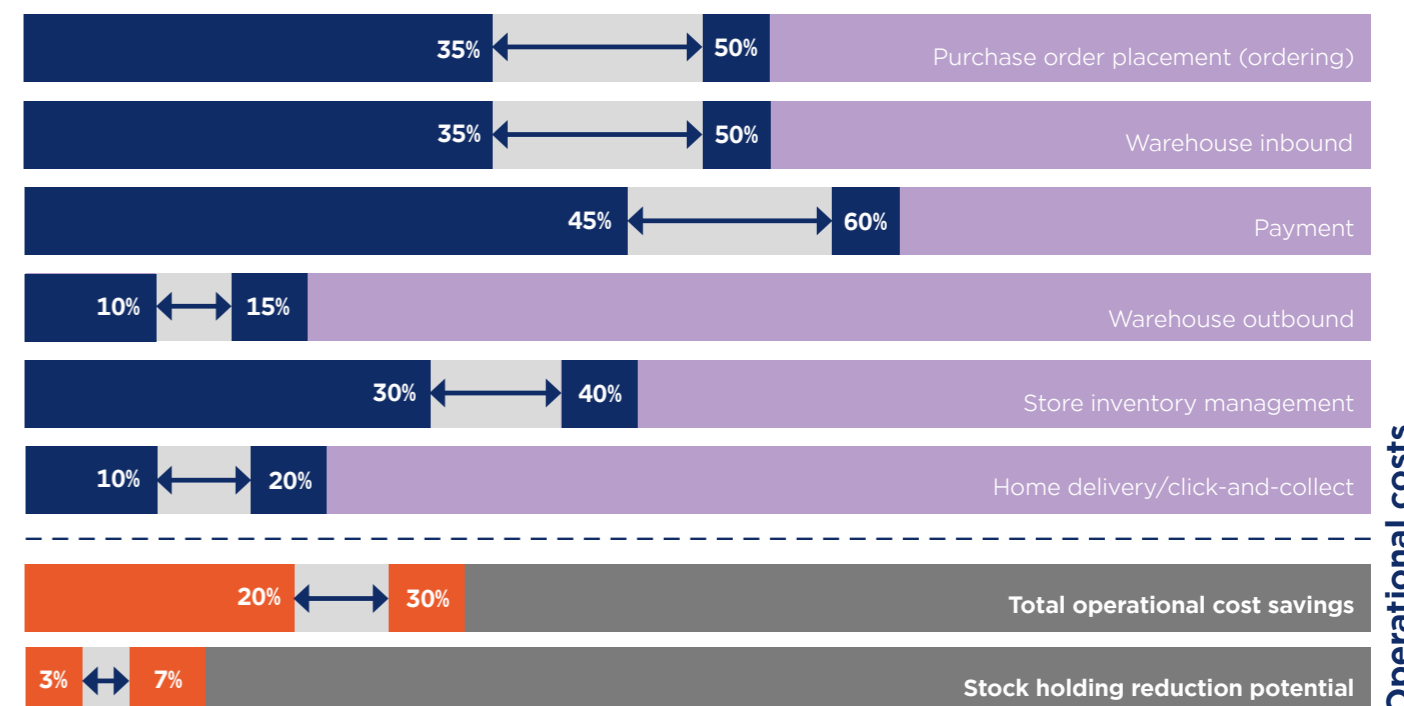 35% 50% Purchase order placement (ordering)
35% 50% Warehouse inbound
45% 60% Payment
10% 15% Warehouse outbound
30% 40% Store inventory management
10% 20% Home delivery/click-and-collect
20% 30% Total operational cost savings
3% 7% Stock holding reduction potential
Operational costs